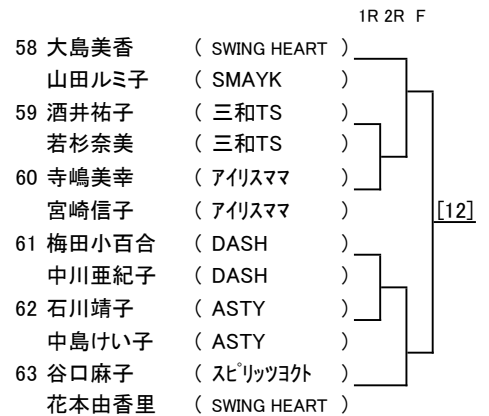 1R 2R F
58 大島美香 ( SWING HEART )
山田ルミ子 ( SMAYK )
59 酒井祐子 ( 三和TS )
若杉奈美 ( 三和TS )
60 寺嶋美幸 ( アイリスママ )
宮崎信子 ( アイリスママ )
[12]
61 梅田小百合 ( DASH )
中川亜紀子 ( DASH )
62 石川靖子 ( ASTY )
中島けい子 ( ASTY )
63 谷口麻子 ( スピリッツヨクト )
花本由香里 ( SWING HEART )